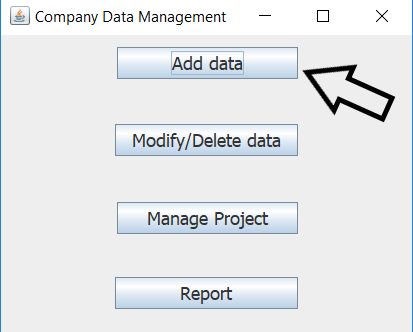 Company Data Management
Add data
Modify/Delete data
Manage Project
Report